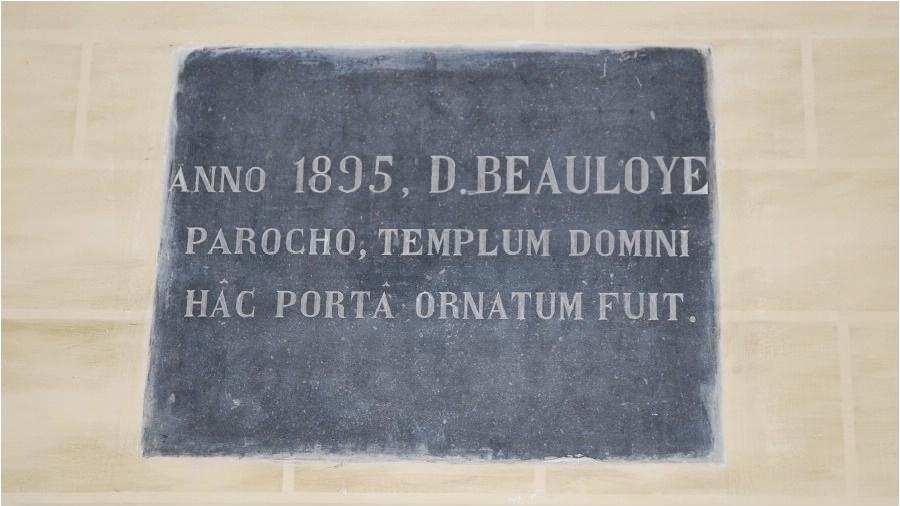 ANNO 1895, D. BEAULOYE
PAROCHO, TEMPLUM DOMINI
HÂC PORTÂ ORNATUM FUIT.